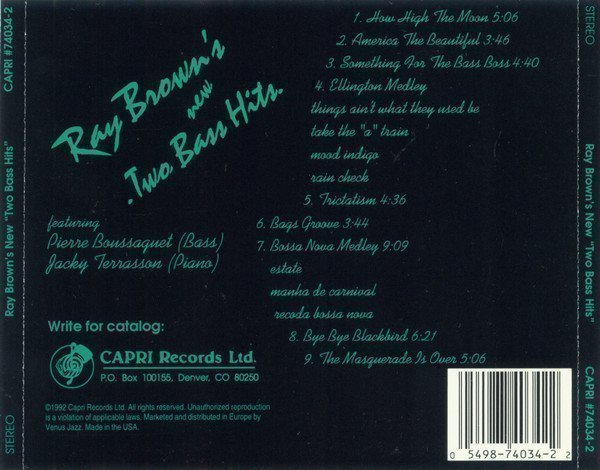 STEREO
Ray Brown's New "Two Bass Hits"
CAPRI #74034-2
Ray Brown's
new
Two Bass Hits.
featuring
Pierre Boussaguet (Bass)
Jacky Terrasson (Piano)
Write for catalog:
CAPRI Records Ltd.
P.O. Box 100155, Denver, CO 80250
©1992 Capri Records Ltd. All rights reserved. Unauthorized reproduction
is a violation of applicable laws. Marketed and distributed in Europe by
Venus Jazz. Made in the USA.
1. How High The Moon 5:06
2. America The Beautiful 3:46
3. Something For The Bass Boss 4:40
4. Ellington Medley
things ain't what they used be
take the "a" train
mood indigo
rain check
5. Trictatism 4:36
6. Bags Groove 3:44
7. Bossa Nova Medley 9:09
estate
manha de carnival
recoda bossa nova
8. Bye Bye Blackbird 6:21
9. The Masquerade Is Over 5:06
0 5498-74034-2 2
STEREO
Ray Brown's New "Two Bass Hits"
CAPRI #74034-2